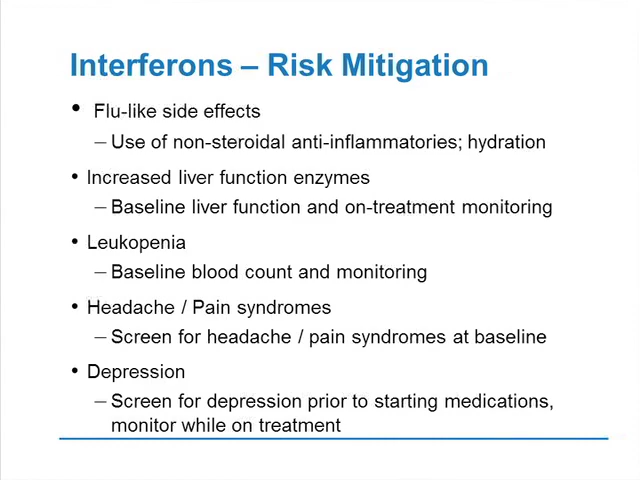 Interferons – Risk Mitigation
• Flu-like side effects
– Use of non-steroidal anti-inflammatories; hydration
• Increased liver function enzymes
– Baseline liver function and on-treatment monitoring
• Leukopenia
– Baseline blood count and monitoring
• Headache / Pain syndromes
– Screen for headache / pain syndromes at baseline
• Depression
– Screen for depression prior to starting medications,
monitor while on treatment